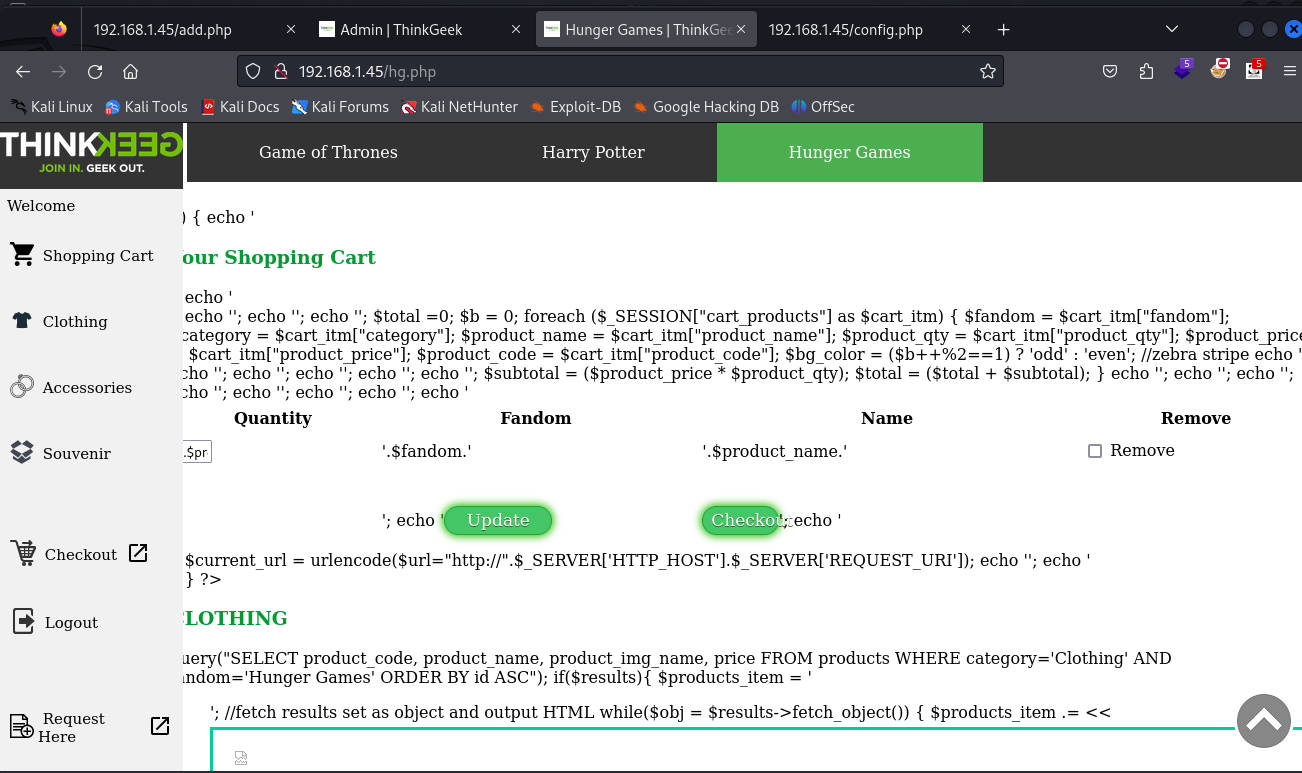 192.168.1.45/add.php
Admin | ThinkGeek
Hunger Games | ThinkGee
192.168.1.45/config.php
192.168.1.45/hg.php
5
5
Kali Linux
Kali Tools
Kali Docs
Kali Forums
Kali NetHunter
Exploit-DB
Google Hacking DB
OffSec
THINKGEEK
JOIN IN. GEEK OUT.
Game of Thrones
Harry Potter
Hunger Games
Welcome
Shopping Cart
Clothing
Accessories
Souvenir
Checkout
Logout
Request
Here
) { echo '
our Shopping Cart
echo '
echo ''; echo ''; echo ''; $total =0; $b = 0; foreach ($_SESSION["cart_products"] as $cart_itm) { $fandom = $cart_itm["fandom"];
category = $cart_itm["category"]; $product_name = $cart_itm["product_name"]; $product_qty = $cart_itm["product_qty"]; $product_price
$cart_itm["product_price"]; $product_code = $cart_itm["product_code"]; $bg_color = ($b++%2==1) ? 'odd' : 'even'; //zebra stripe echo '
cho ''; echo ''; echo ''; echo ''; echo ''; $subtotal = ($product_price * $product_qty); $total = ($total + $subtotal); } echo ''; echo ''; echo '';
cho ''; echo ''; echo ''; echo ''; echo '
Quantity Fandom Name Remove
.$pr '.$fandom.' '.$product_name.' Remove
'; echo ' Update Checkout '; echo '
$current_url = urlencode($url="http://".$_SERVER['HTTP_HOST'].$_SERVER['REQUEST_URI']); echo ''; echo '
} ?>
CLOTHING
uery("SELECT product_code, product_name, product_img_name, price FROM products WHERE category='Clothing' AND
andom='Hunger Games' ORDER BY id ASC"); if($results){ $products_item = '
'; //fetch results set as object and output HTML while($obj = $results->fetch_object()) { $products_item .= <<